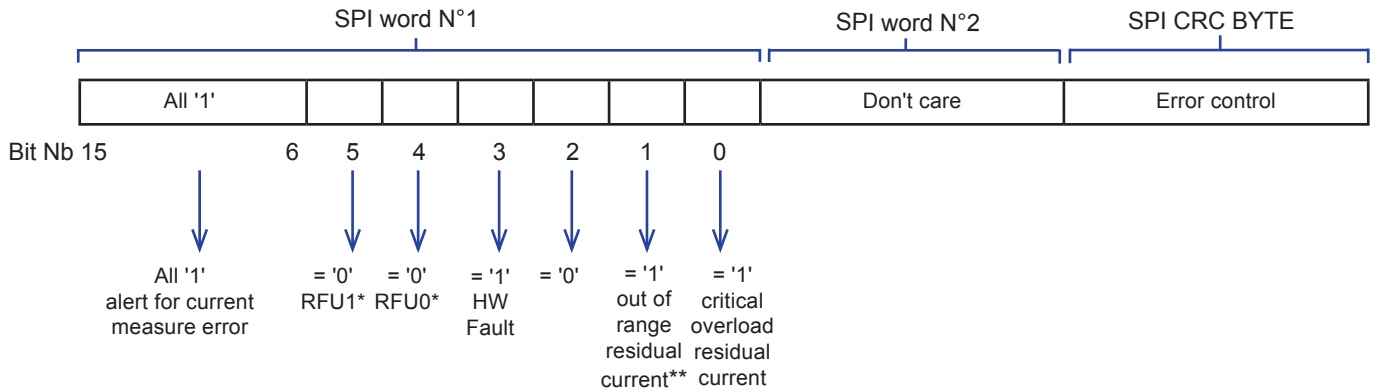 SPI word N°1 SPI word N°2 SPI CRC BYTE
All '1' Don't care Error control
Bit Nb 15 6 5 4 3 2 1 0
All '1'
alert for current
measure error
= '0'
RFU1*
= '0'
RFU0*
= '1'
HW
Fault
= '0'
= '1'
out of
range
residual
current**
= '1'
critical
overload
residual
current